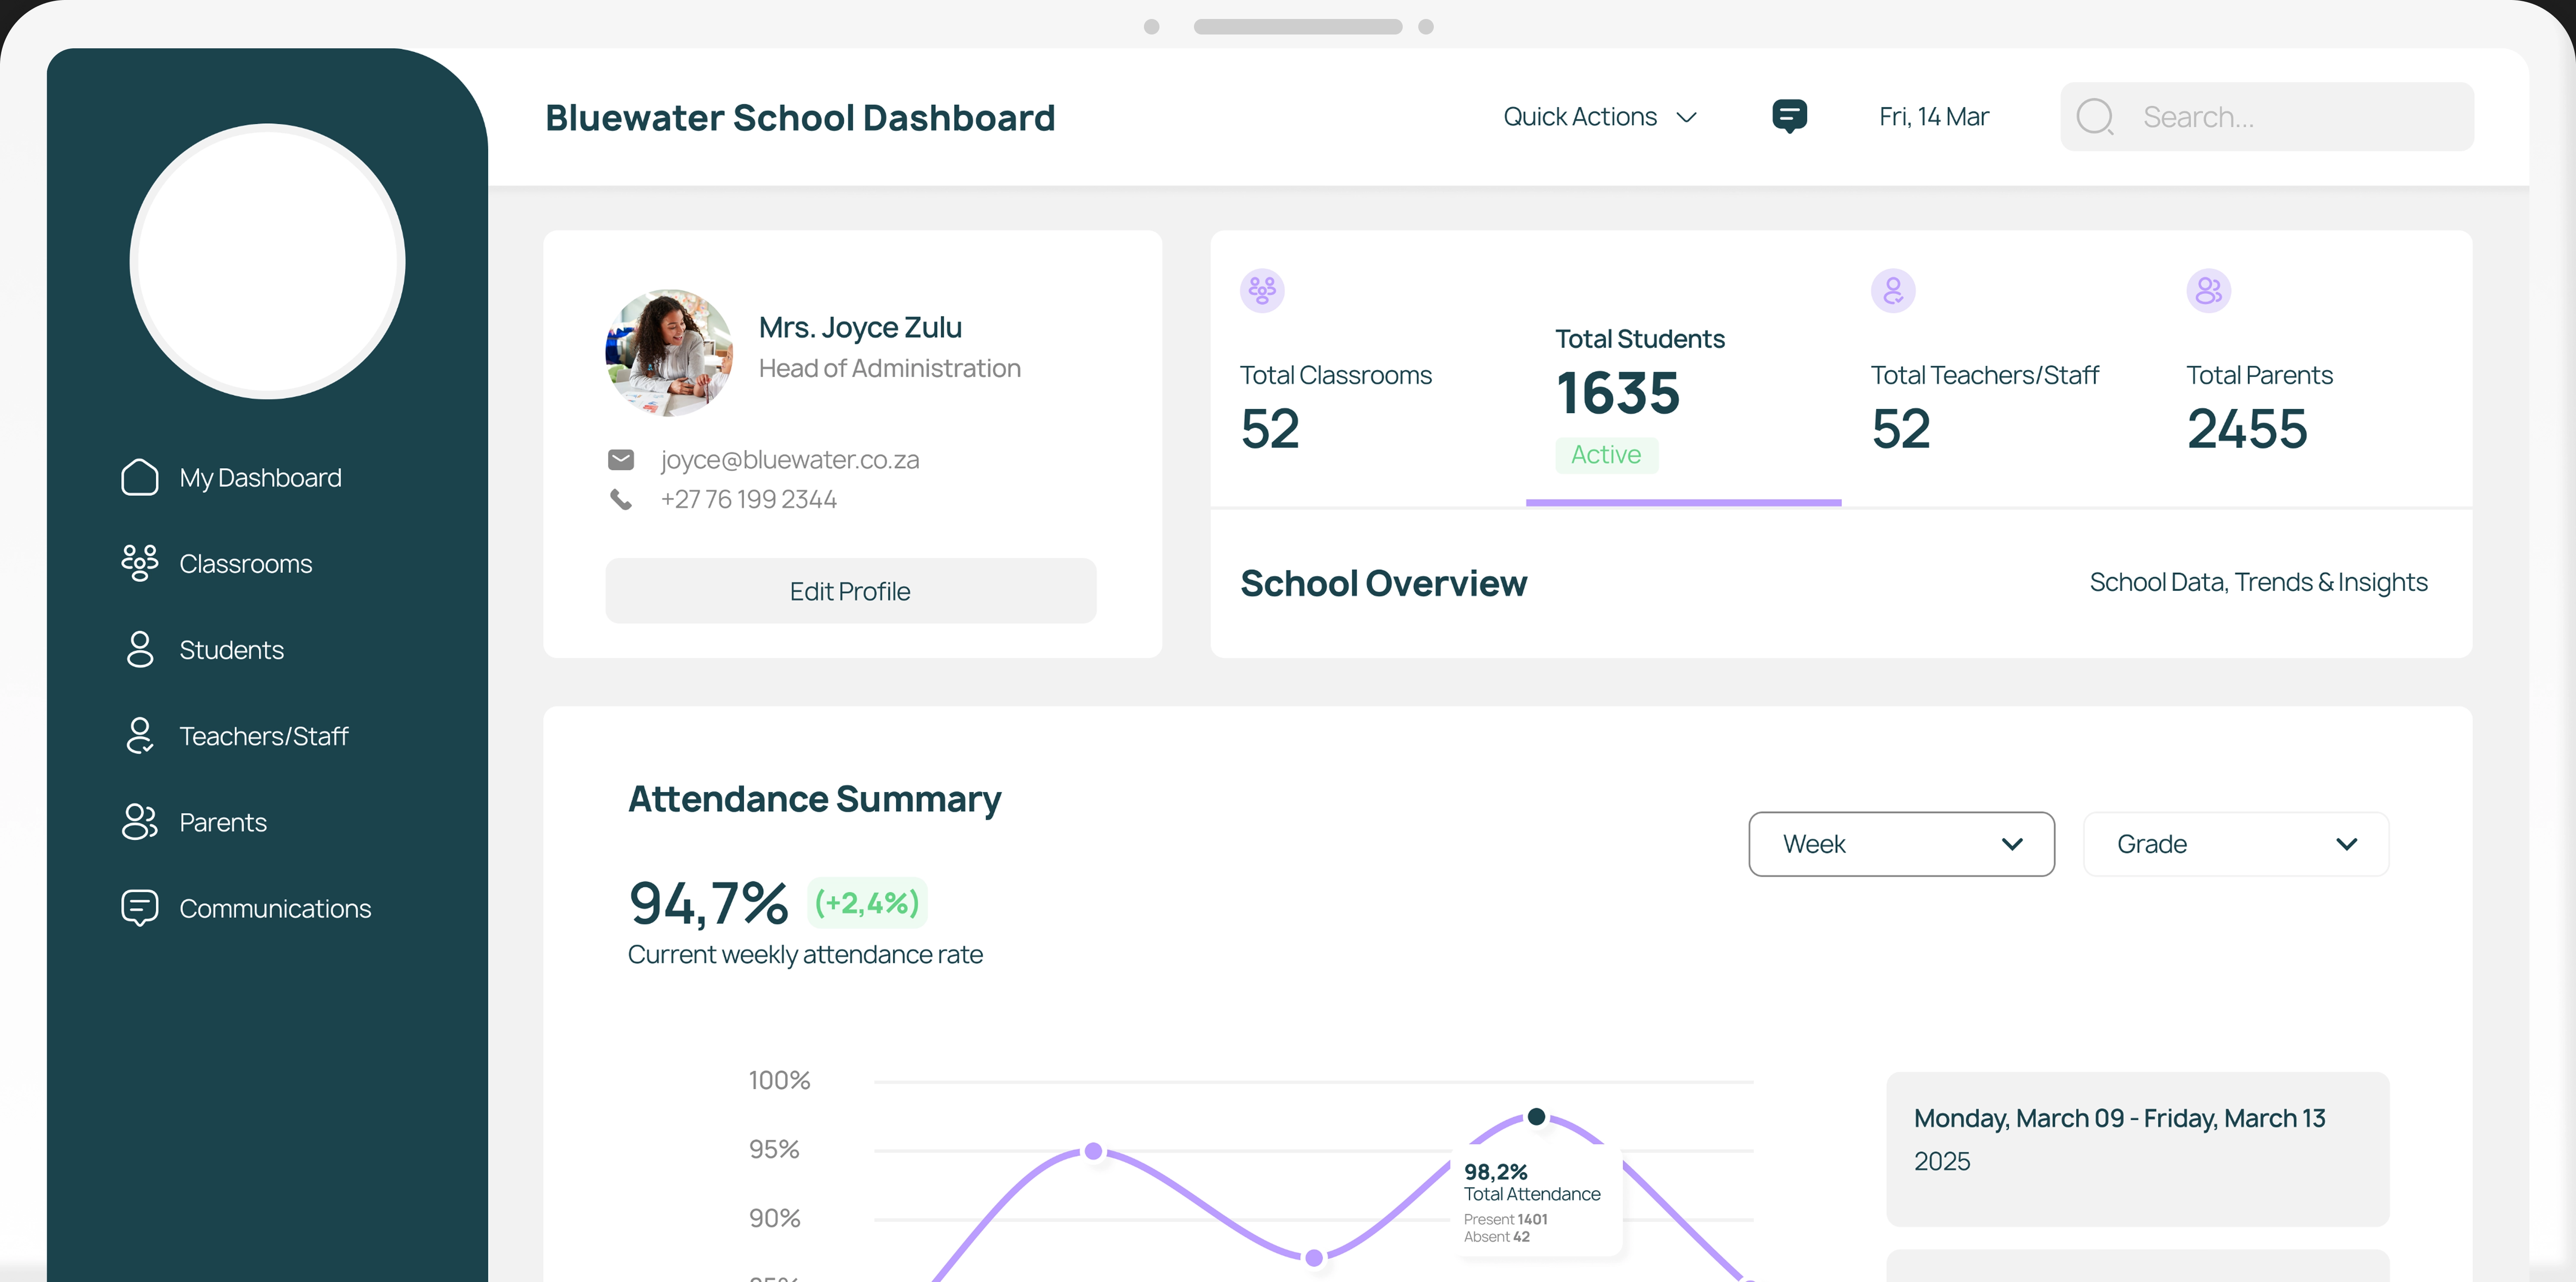 Bluewater School Dashboard
Quick Actions
Fri, 14 Mar
Search...
My Dashboard
Classrooms
Students
Teachers/Staff
Parents
Communications
Mrs. Joyce Zulu
Head of Administration
joyce@bluewater.co.za
+27 76 199 2344
Edit Profile
Total Classrooms
52
Total Students
1635
Active
Total Teachers/Staff
52
Total Parents
2455
School Overview
School Data, Trends & Insights
Attendance Summary
94,7% (+2,4%)
Current weekly attendance rate
Week
Grade
100%
95%
90%
98,2%
Total Attendance
Present 1401
Absent 42
Monday, March 09 - Friday, March 13
2025